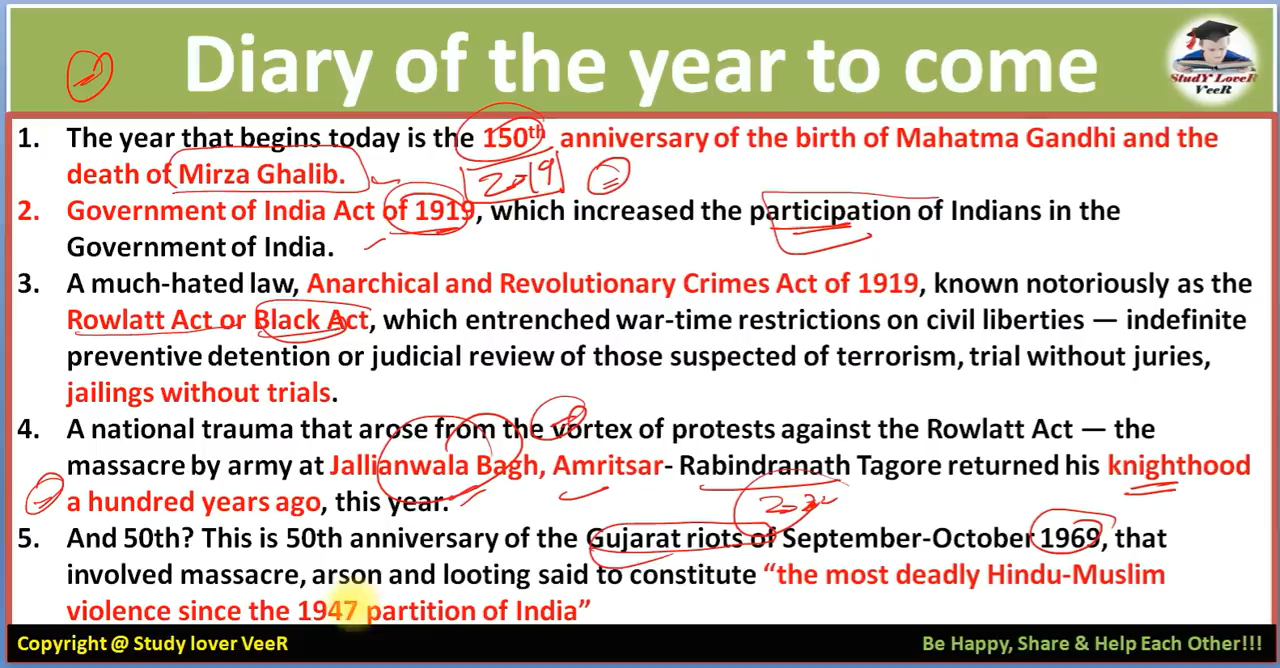 Diary of the year to come
StudY LoveR
VeeR
1. The year that begins today is the 150th anniversary of the birth of Mahatma Gandhi and the
death of Mirza Ghalib.
2019
2. Government of India Act of 1919, which increased the participation of Indians in the
Government of India.
3. A much-hated law, Anarchical and Revolutionary Crimes Act of 1919, known notoriously as the
Rowlatt Act or Black Act, which entrenched war-time restrictions on civil liberties — indefinite
preventive detention or judicial review of those suspected of terrorism, trial without juries,
jailings without trials.
4. A national trauma that arose from the vortex of protests against the Rowlatt Act — the
massacre by army at Jallianwala Bagh, Amritsar- Rabindranath Tagore returned his knighthood
a hundred years ago, this year.
5. And 50th? This is 50th anniversary of the Gujarat riots of September-October 1969, that
involved massacre, arson and looting said to constitute “the most deadly Hindu-Muslim
violence since the 1947 partition of India”
Copyright @ Study lover VeeR Be Happy, Share & Help Each Other!!!